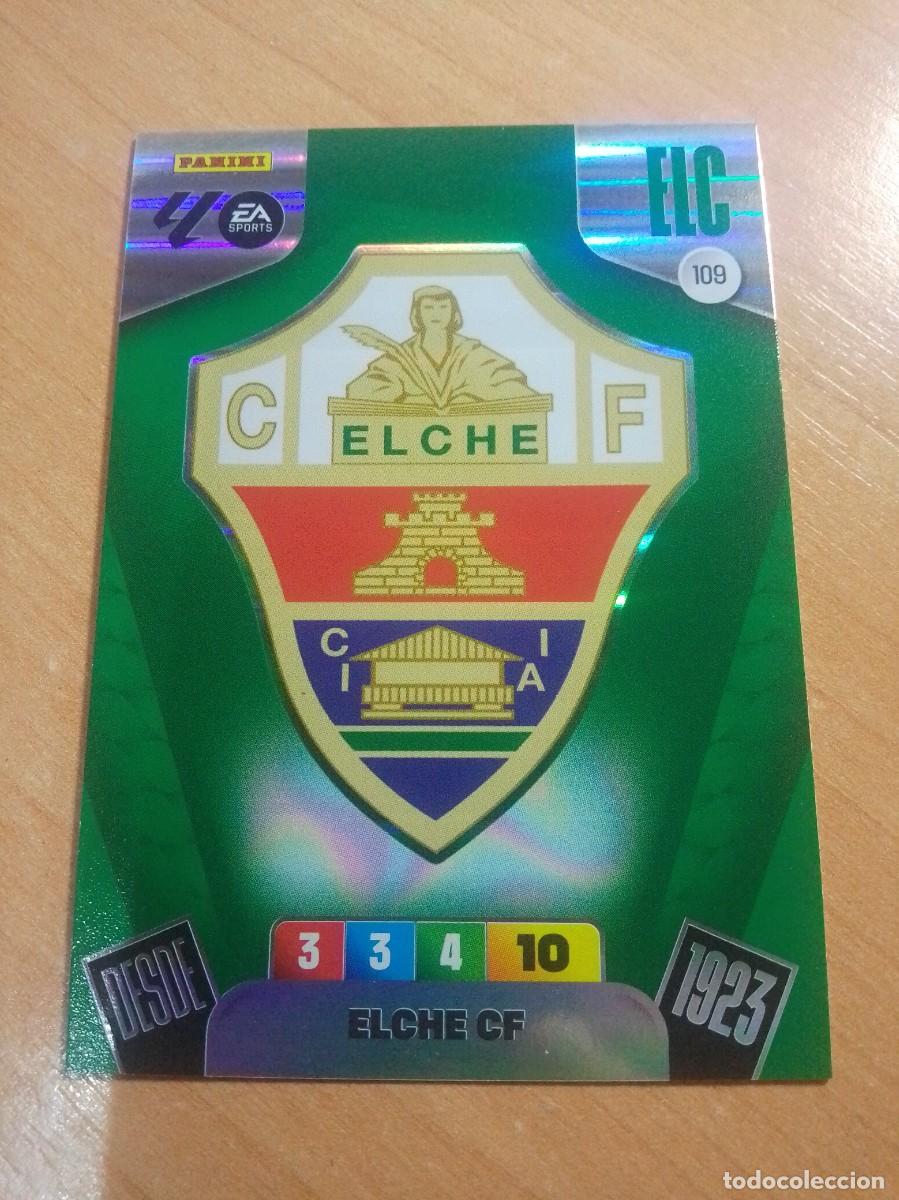 PANINI
EA
SPORTS
ELC
109
C
F
ELCHE
C I
I A
3 3 4 10
DESDE
1923
ELCHE CF
todocoleccion